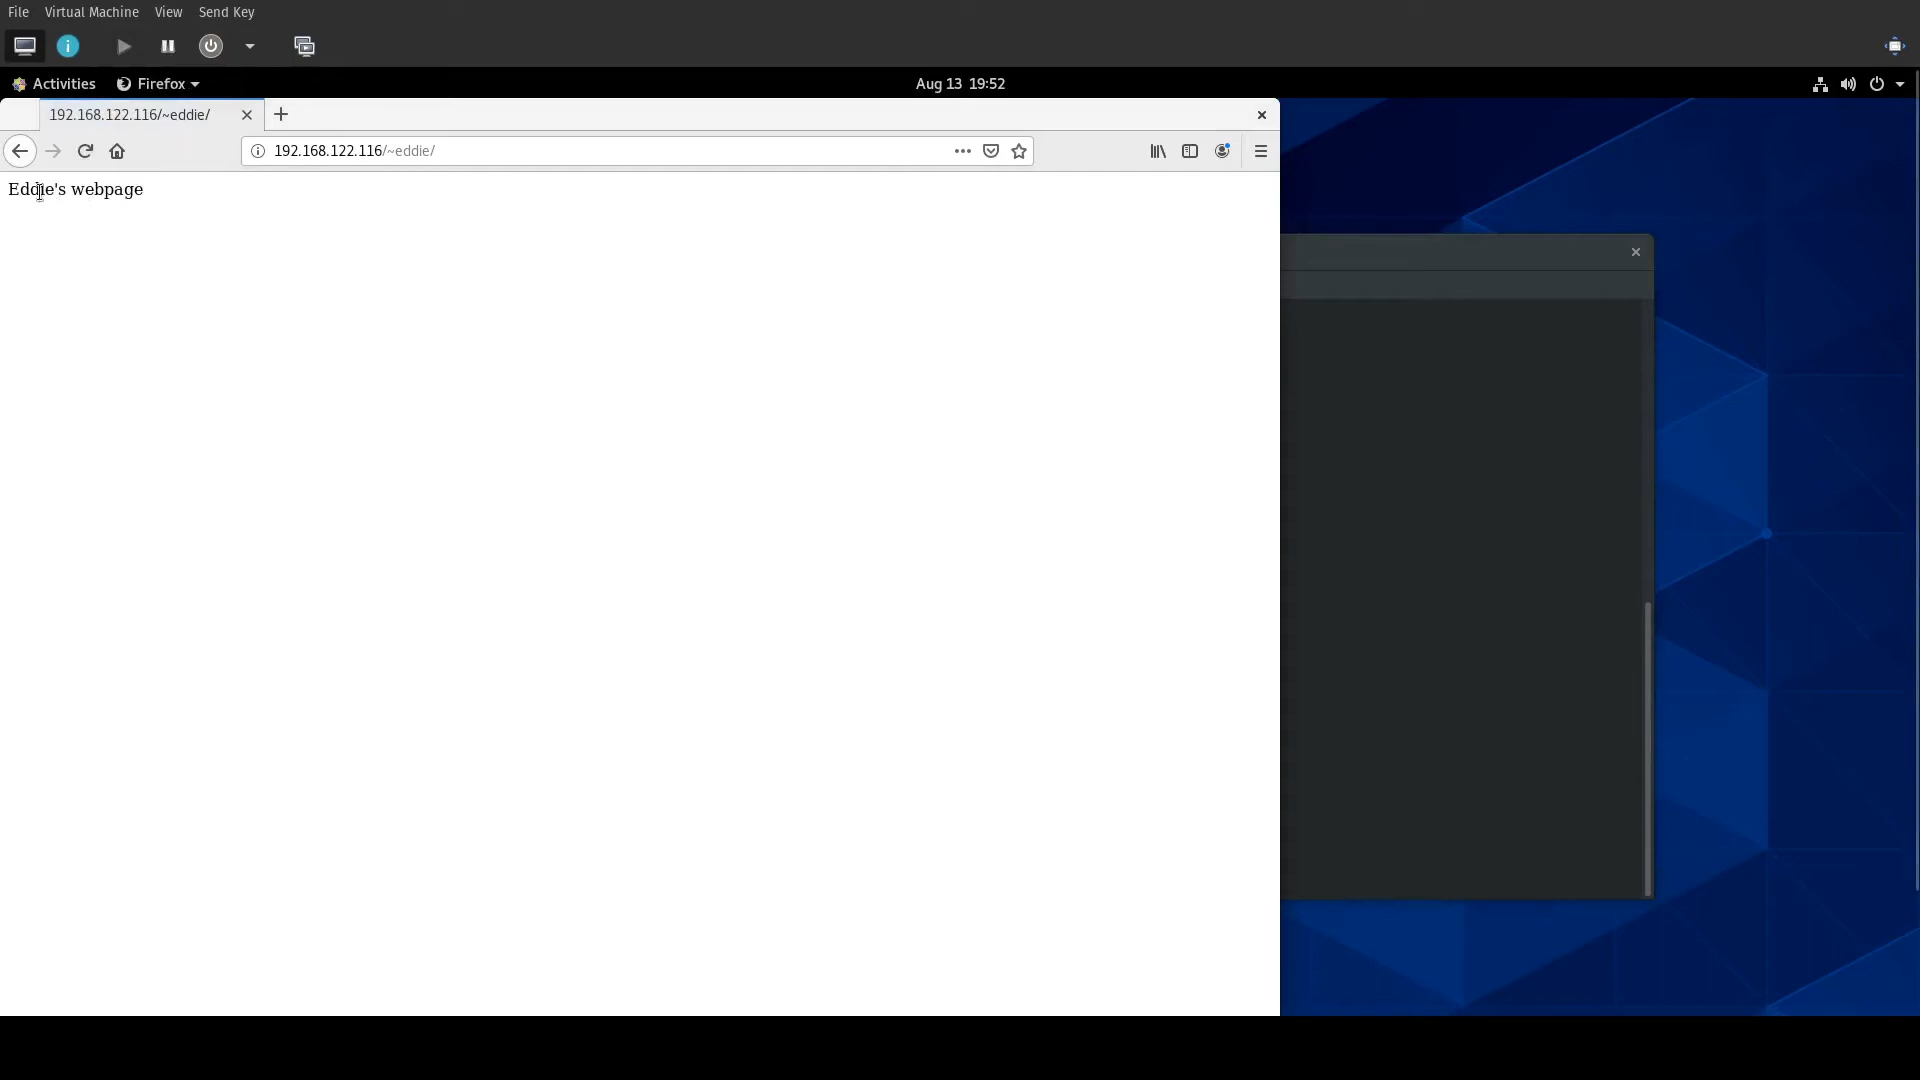 File Virtual Machine View Send Key
Activities Firefox Aug 13 19:52
192.168.122.116/~eddie/
192.168.122.116/~eddie/
Eddie's webpage